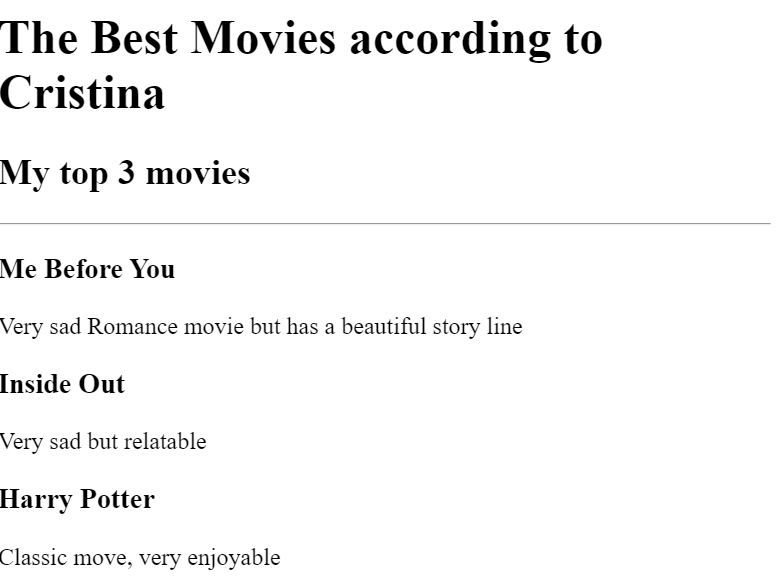 The Best Movies according to
Cristina
My top 3 movies
Me Before You
Very sad Romance movie but has a beautiful story line
Inside Out
Very sad but relatable
Harry Potter
Classic move, very enjoyable